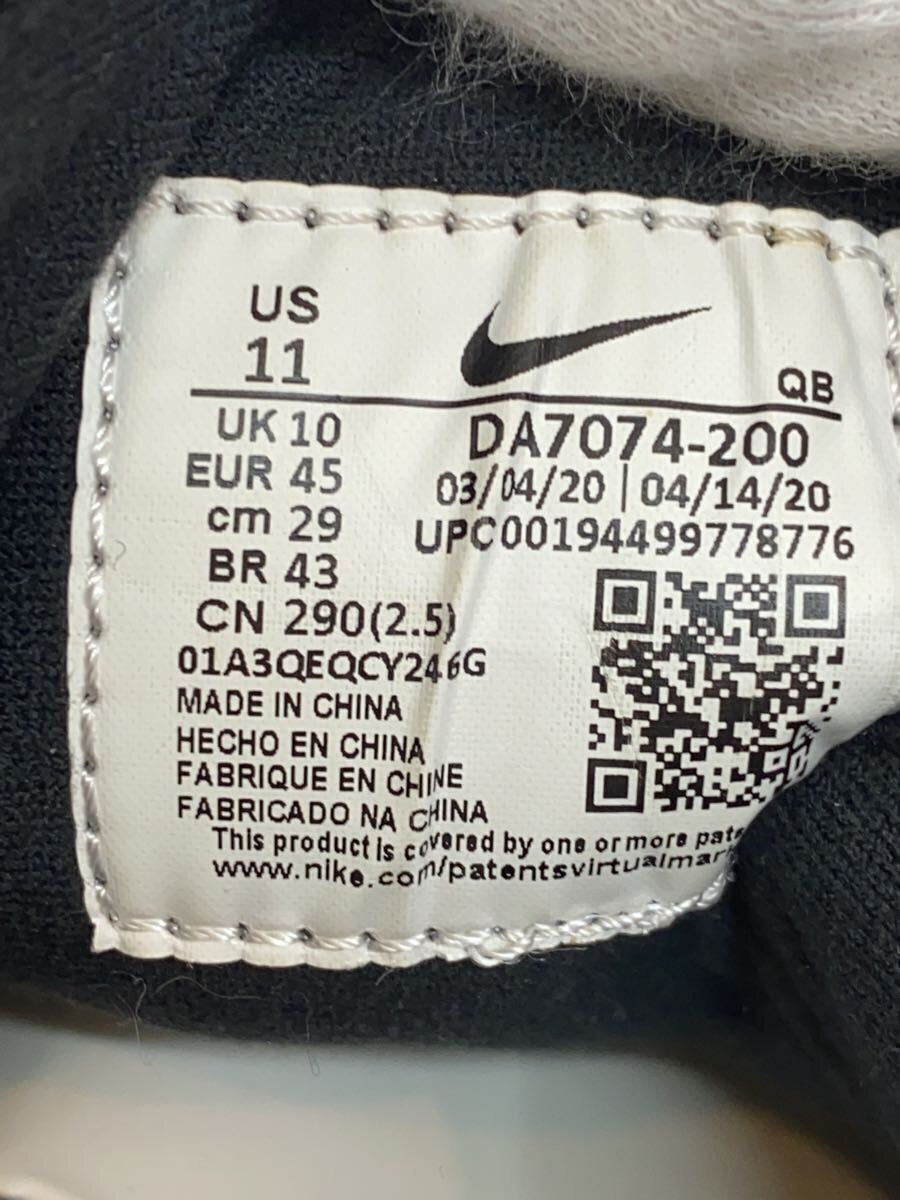 US
11
QB
UK 10
EUR 45
cm 29
BR 43
CN 290(2.5)
DA7074-200
03/04/20 | 04/14/20
UPC00194499778776
01A3QEQCY246G
MADE IN CHINA
HECHO EN CHINA
FABRIQUE EN CHINE
FABRICADO NA CHINA
This product is covered by one or more
www.nike.com/patentsvirtualmar